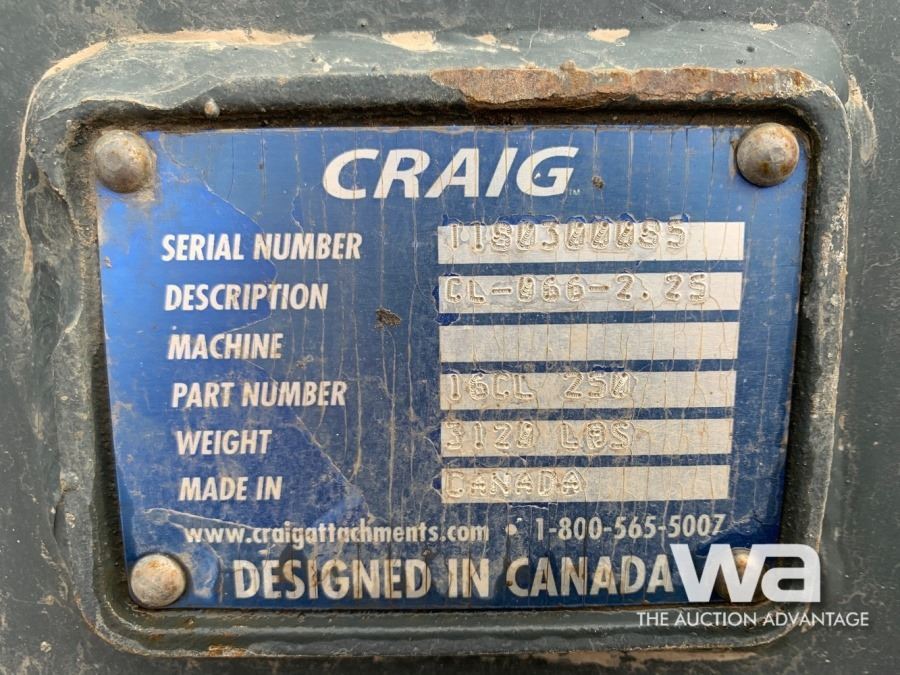 CRAIG™
SERIAL NUMBER 1180300085
DESCRIPTION CL-066-2.25
MACHINE
PART NUMBER 16CL 250
WEIGHT 3120 LBS
MADE IN CANADA
www.craigattachments.com • 1-800-565-5007
DESIGNED IN CANADA
wa
THE AUCTION ADVANTAGE